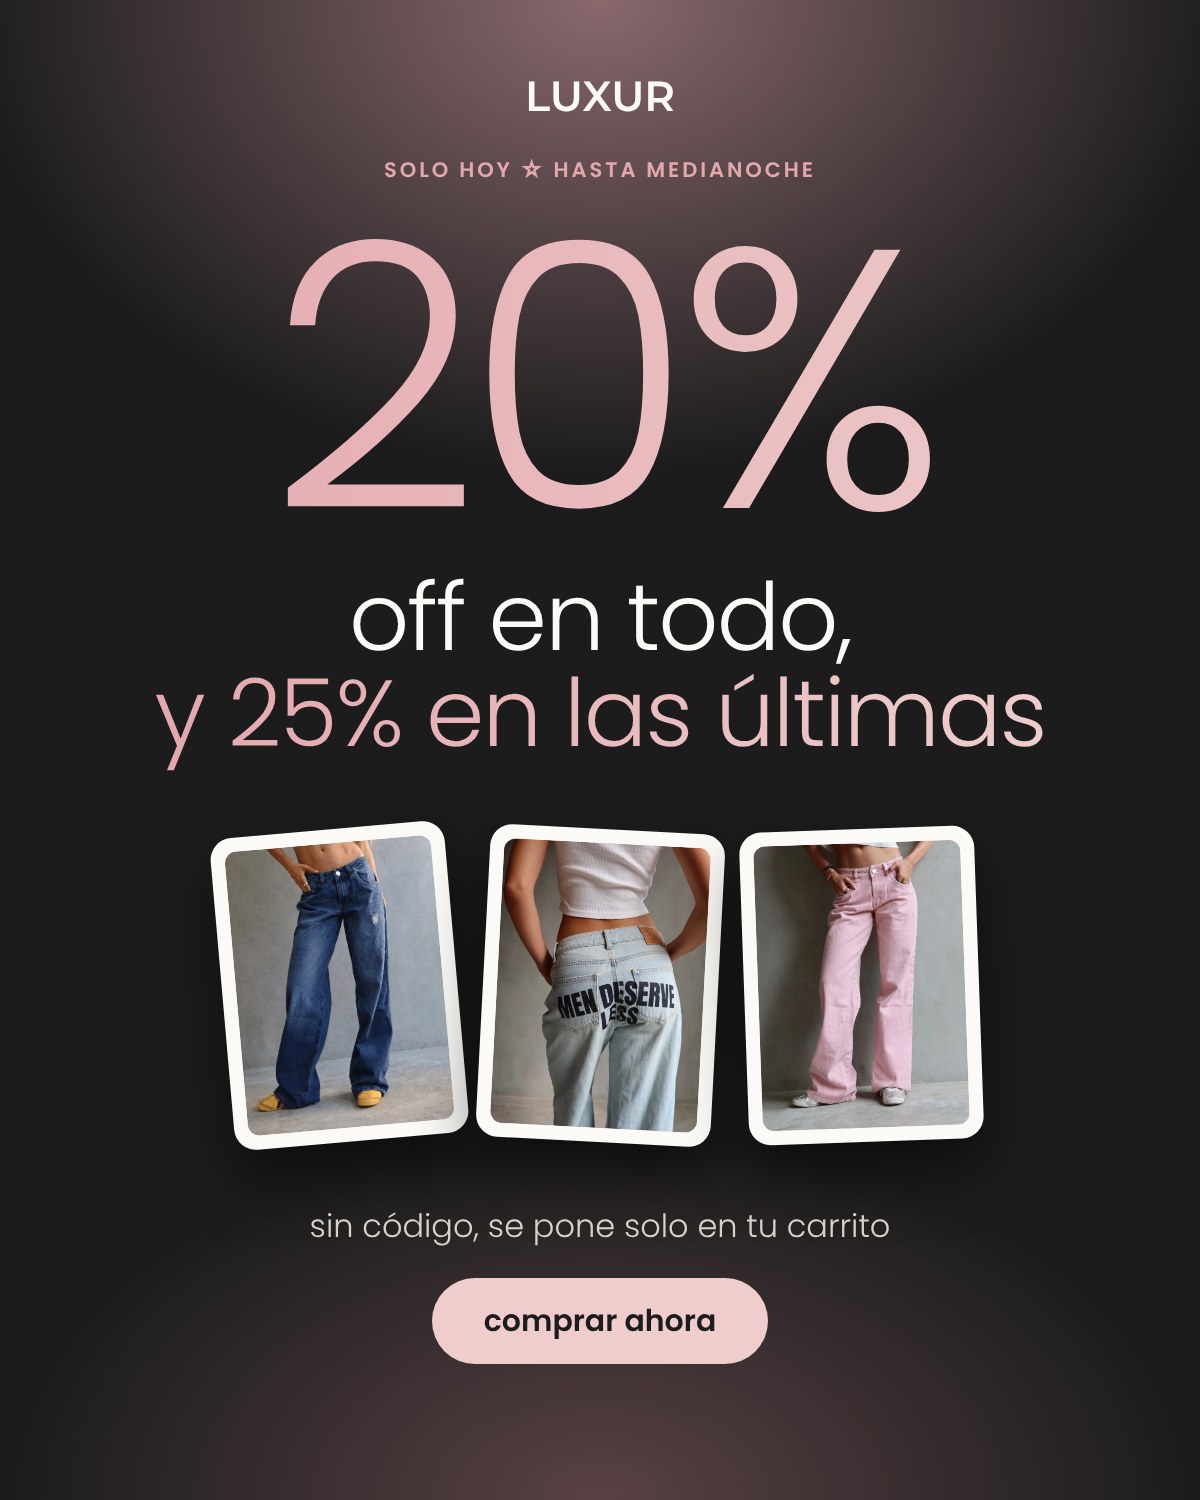 LUXUR
SOLO HOY ☆ HASTA MEDIANOCHE
20%
off en todo,
y 25% en las últimas
MEN DESERVE
LESS
sin código, se pone solo en tu carrito
comprar ahora